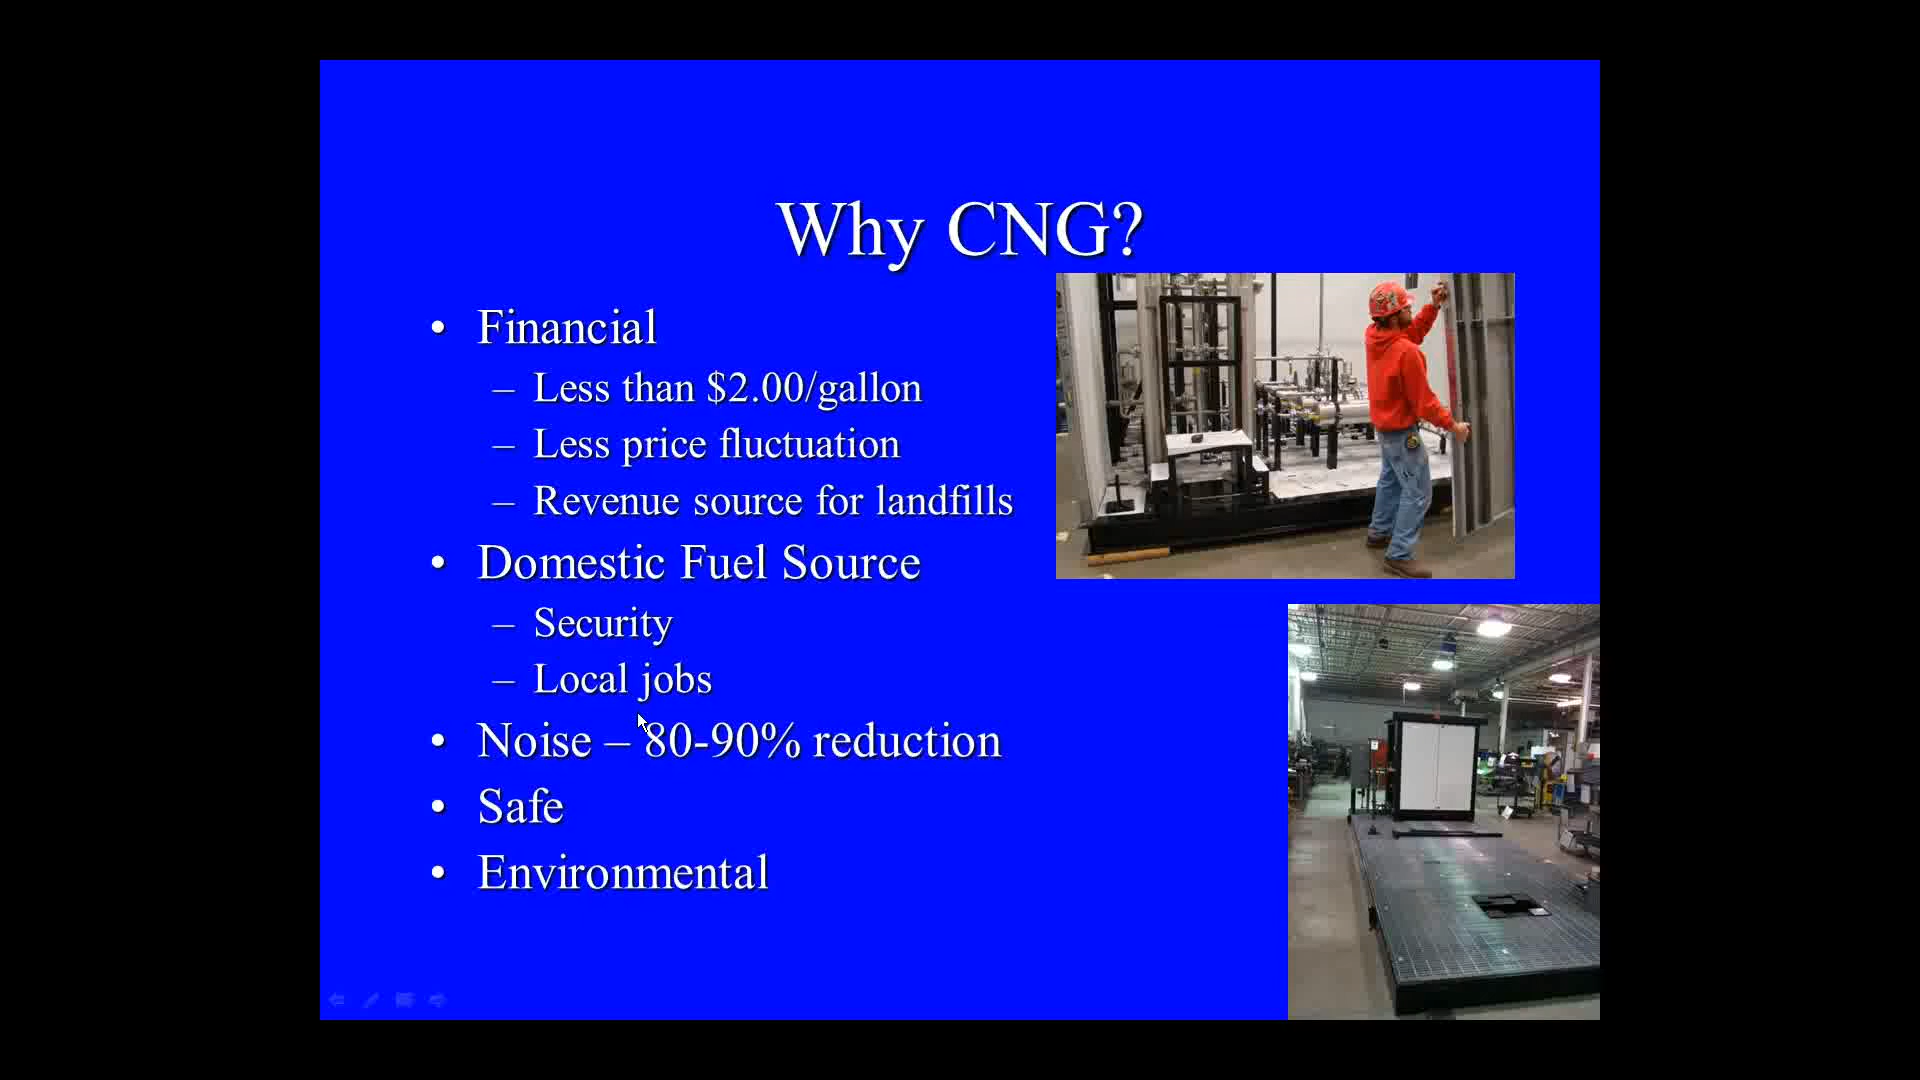 Why CNG?
• Financial
– Less than $2.00/gallon
– Less price fluctuation
– Revenue source for landfills
• Domestic Fuel Source
– Security
– Local jobs
• Noise – 80-90% reduction
• Safe
• Environmental